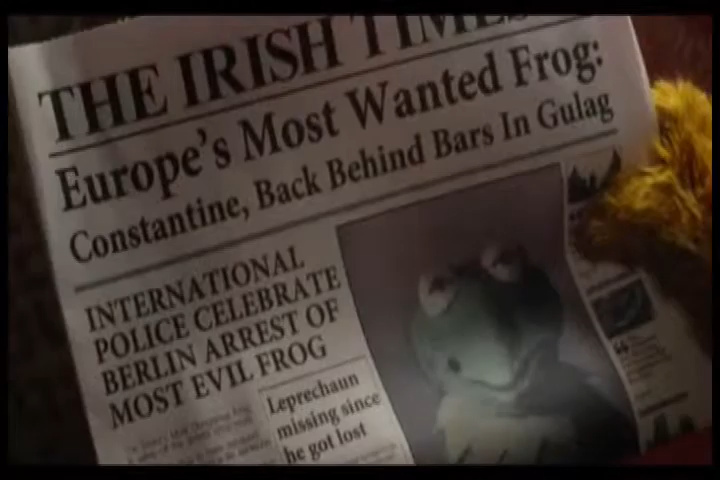 THE IRISH TIMES
Europe's Most Wanted Frog:
Constantine, Back Behind Bars In Gulag
INTERNATIONAL
POLICE CELEBRATE
BERLIN ARREST OF
MOST EVIL FROG
Leprechaun
missing since
he got lost